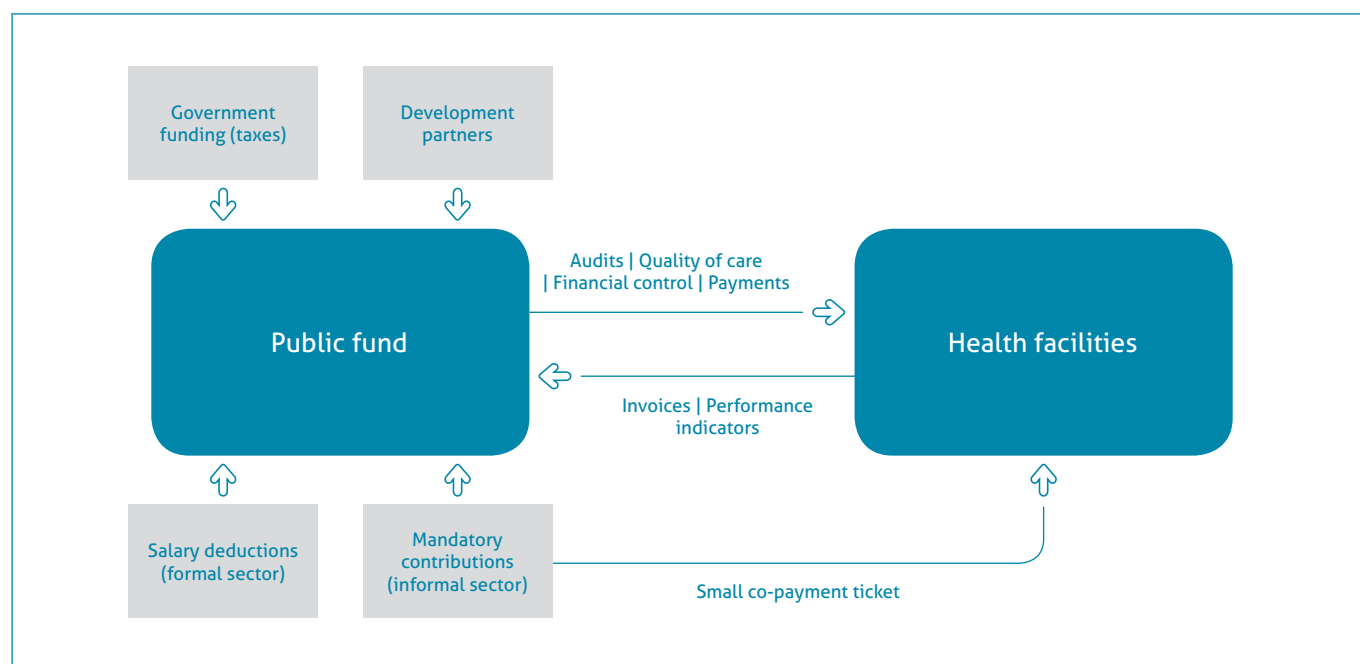 Government
funding (taxes)
Development
partners
Audits | Quality of care
| Financial control | Payments
Public fund
Health facilities
Invoices | Performance
indicators
Salary deductions
(formal sector)
Mandatory
contributions
(informal sector)
Small co-payment ticket